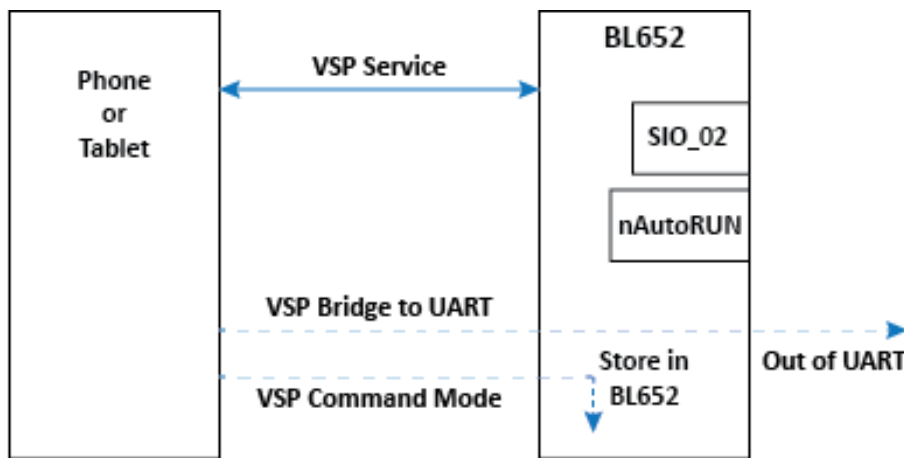 Phone
or
Tablet
VSP Service
BL652
SIO_02
nAutoRUN
VSP Bridge to UART
Out of UART
VSP Command Mode
Store in
BL652